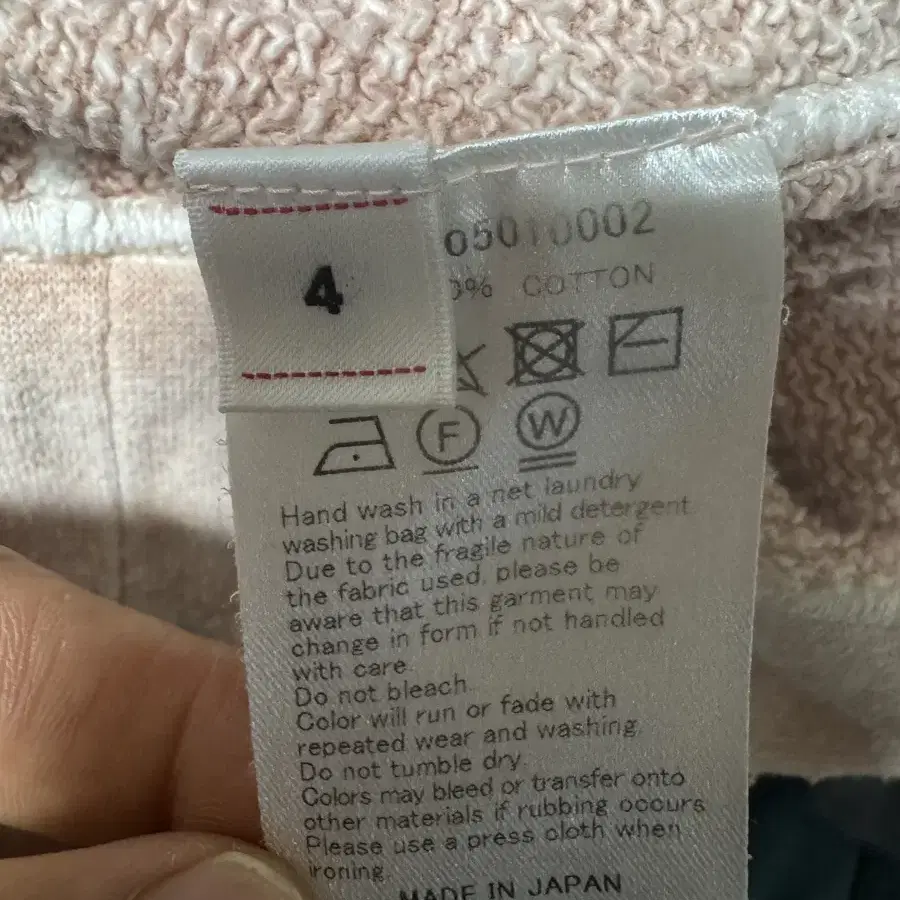 4
05010002
0% COTTON
F W
Hand wash in a net laundry
washing bag with a mild detergent.
Due to the fragile nature of
the fabric used, please be
aware that this garment may
change in form if not handled
with care.
Do not bleach.
Color will run or fade with
repeated wear and washing.
Do not tumble dry.
Colors may bleed or transfer onto
other materials if rubbing occurs
Please use a press cloth when
ironing.
MADE IN JAPAN